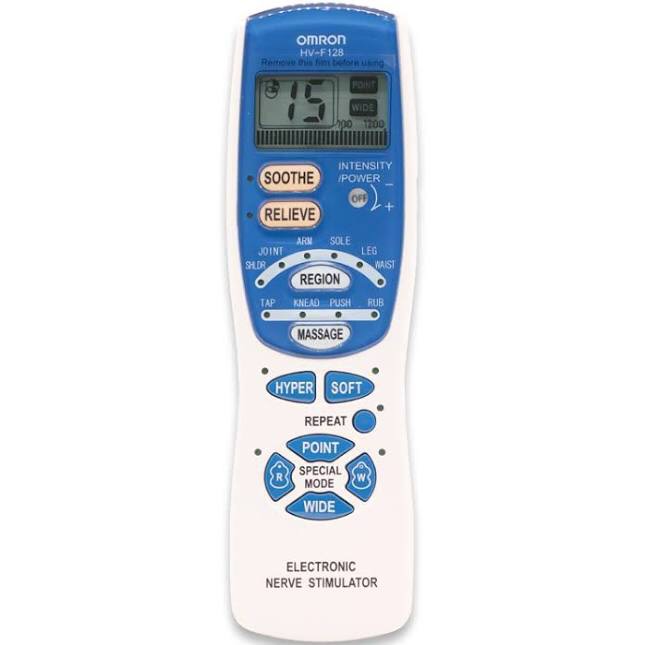 OMRON
HV-F128
Remove this film before using.
15
POINT
WIDE
100 1200
INTENSITY
/POWER
OFF
−
+
SOOTHE
RELIEVE
SHLDR JOINT ARM SOLE LEG WAIST
REGION
TAP KNEAD PUSH RUB
MASSAGE
HYPER SOFT
REPEAT
POINT
R SPECIAL W
MODE
WIDE
ELECTRONIC
NERVE STIMULATOR